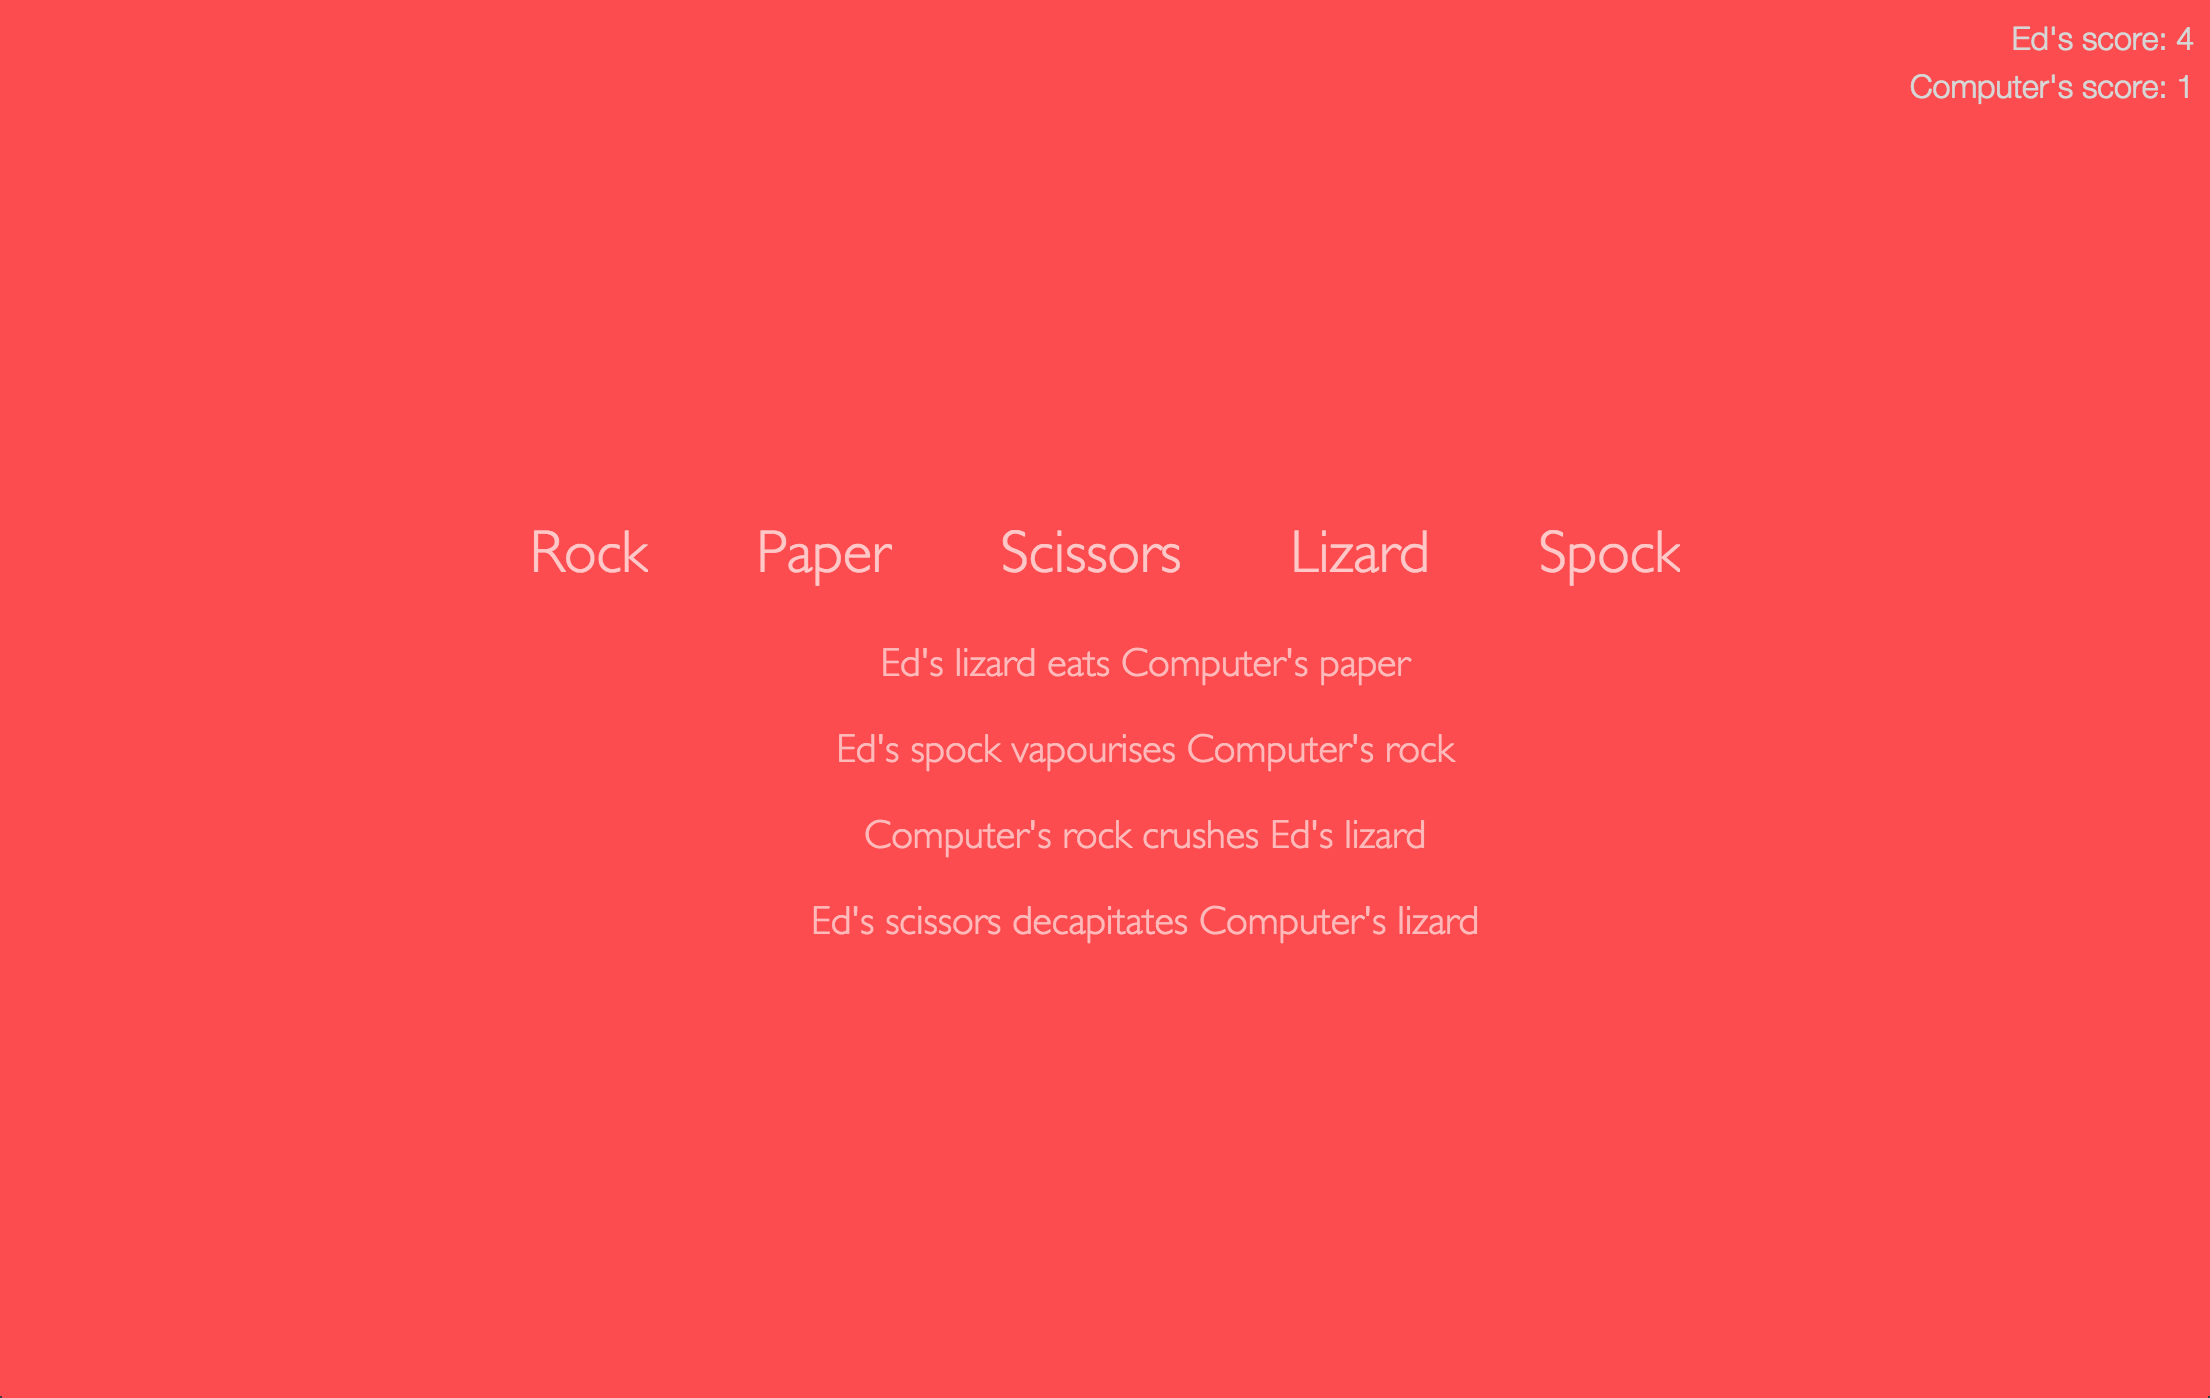 Ed's score: 4
Computer's score: 1
Rock Paper Scissors Lizard Spock
Ed's lizard eats Computer's paper
Ed's spock vapourises Computer's rock
Computer's rock crushes Ed's lizard
Ed's scissors decapitates Computer's lizard